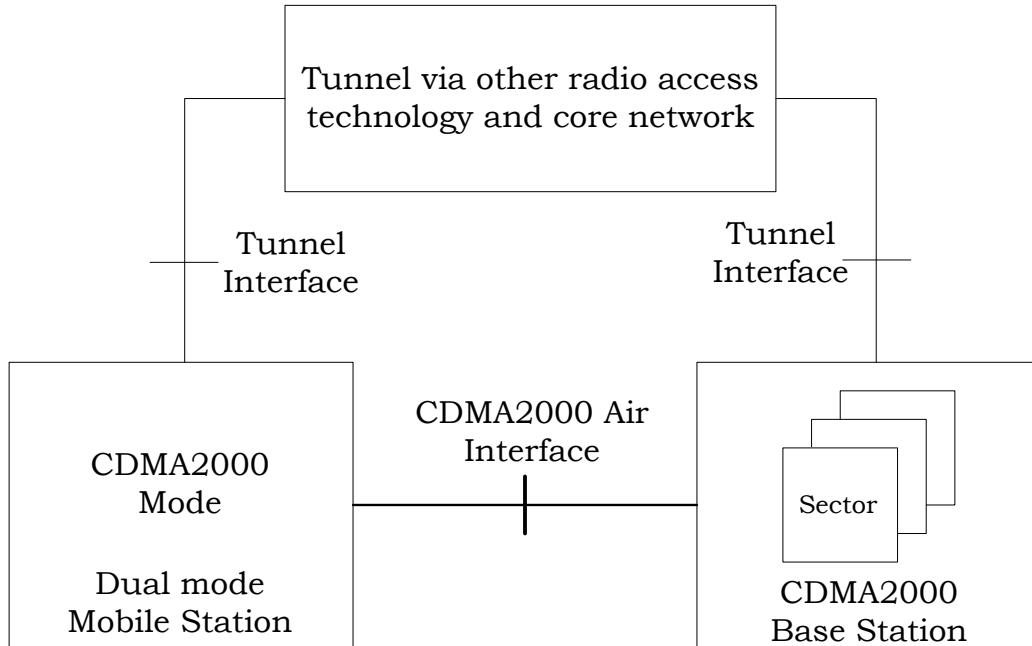 Tunnel via other radio access
technology and core network
Tunnel
Interface
Tunnel
Interface
CDMA2000 Air
Interface
CDMA2000
Mode
Dual mode
Mobile Station
Sector
CDMA2000
Base Station